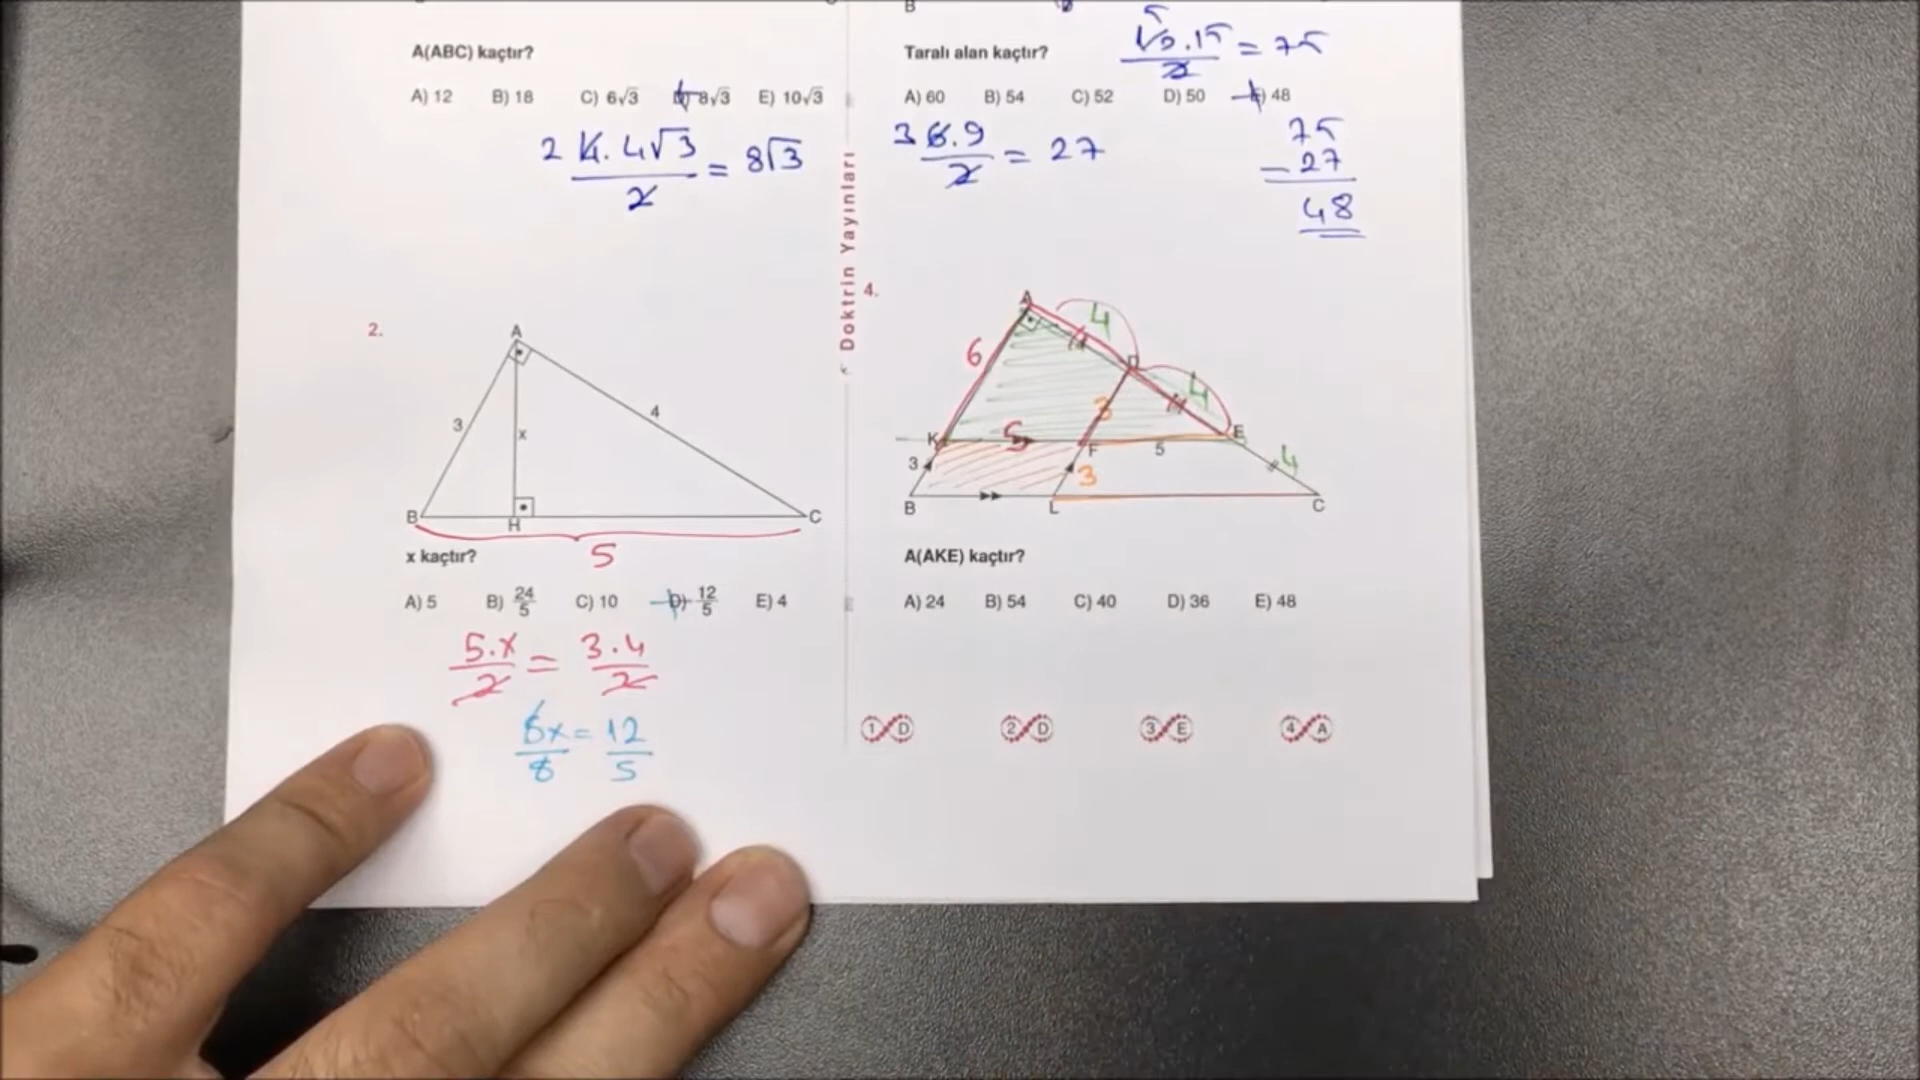 A(ABC) kaçtır?
A) 12 B) 18 C) 6√3 D) 8√3 E) 10√3
2 4.4√3 / 2 = 8√3
2.
A
3
4
x
B
H
C
5
x kaçtır?
A) 5 B) 24/5 C) 10 D) 12/5 E) 4
5.x / 2 = 3.4 / 2
5x / 5 = 12 / 5
Doktrin Yayınları
B
Taralı alan kaçtır?
.15 / 2 = 75
A) 60 B) 54 C) 52 D) 50 E) 48
3 6.9 / 2 = 27
75
- 27
48
4.
A
4
6
D
4
3
K
5
F
5
E
4
3
3
B
L
C
A(AKE) kaçtır?
A) 24 B) 54 C) 40 D) 36 E) 48
1 D 2 D 3 E 4 A